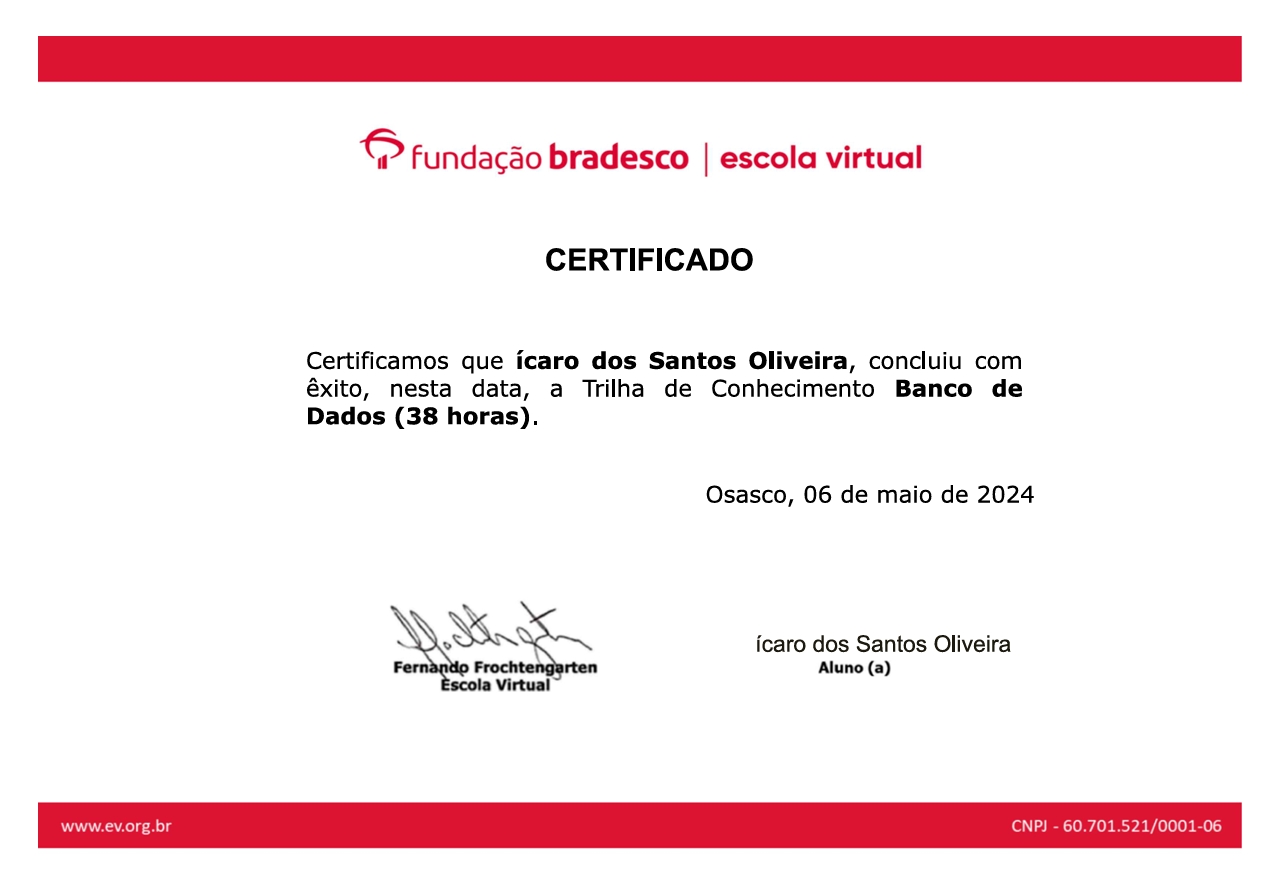 fundação bradesco | escola virtual
CERTIFICADO
Certificamos que ícaro dos Santos Oliveira, concluiu com
êxito, nesta data, a Trilha de Conhecimento Banco de
Dados (38 horas).
Osasco, 06 de maio de 2024
Fernando Frochtengarten
Escola Virtual
ícaro dos Santos Oliveira
Aluno (a)
www.ev.org.br
CNPJ - 60.701.521/0001-06